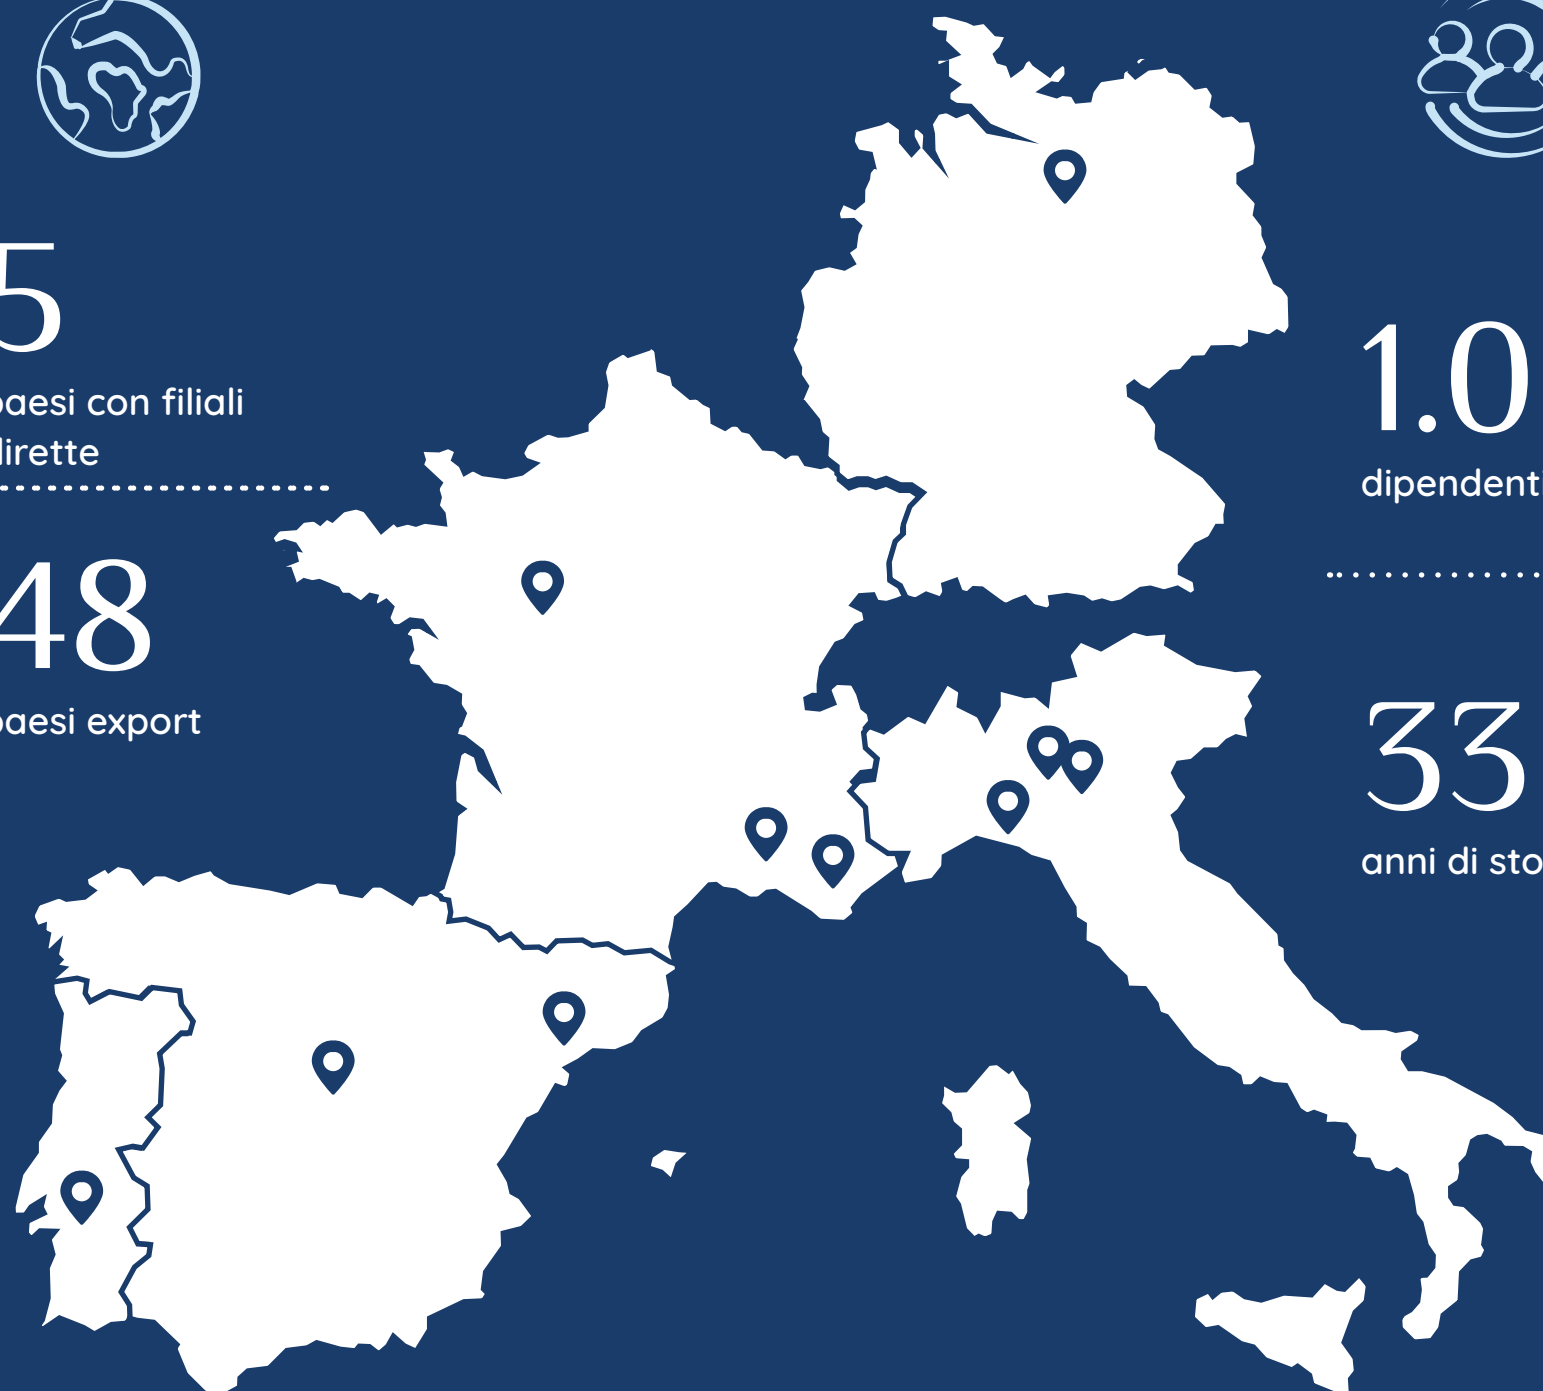 5
paesi con filiali
dirette
48
paesi export
1.0
dipendenti
33
anni di sto